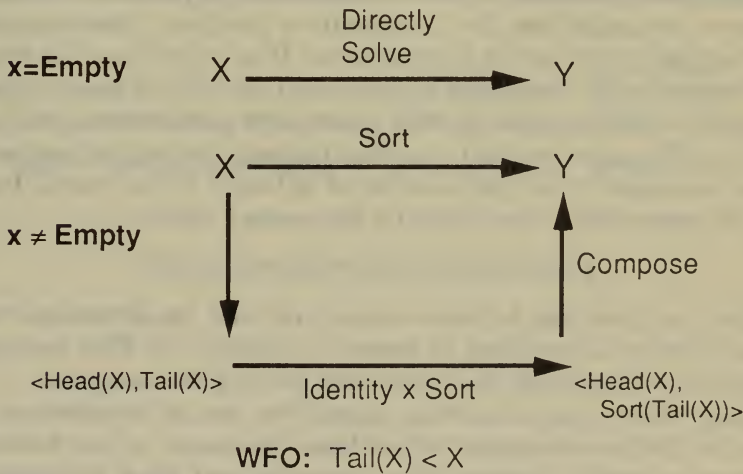 Directly
Solve
x=Empty
X
Y
Sort
X
Y
x ≠ Empty
Compose
<Head(X),Tail(X)>
Identity x Sort
<Head(X),
Sort(Tail(X))>
WFO: Tail(X) < X